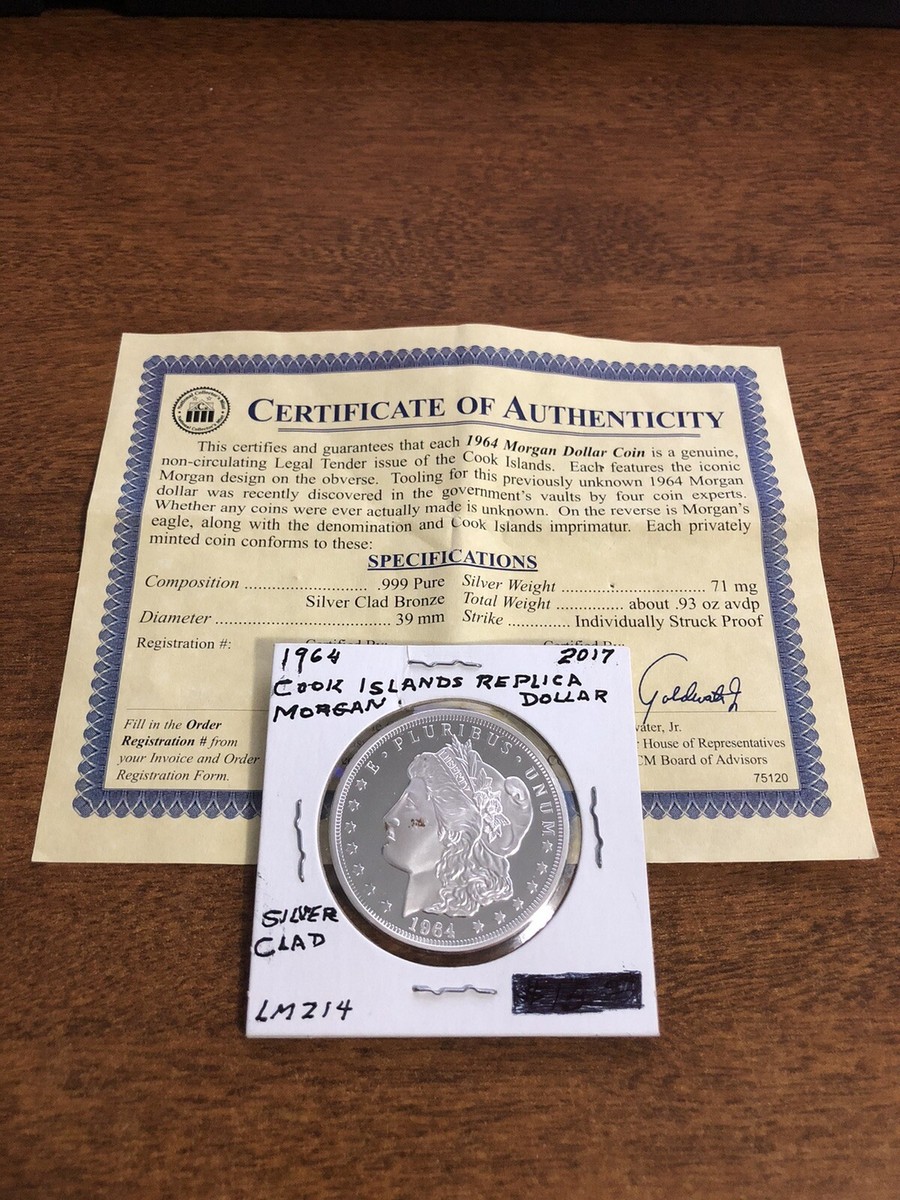 CERTIFICATE OF AUTHENTICITY
This certifies and guarantees that each 1964 Morgan Dollar Coin is a genuine,
non-circulating Legal Tender issue of the Cook Islands. Each features the iconic
Morgan design on the obverse. Tooling for this previously unknown 1964 Morgan
dollar was recently discovered in the government's vaults by four coin experts.
Whether any coins were ever actually made is unknown. On the reverse is Morgan's
eagle, along with the denomination and Cook Islands imprimatur. Each privately
minted coin conforms to these:
SPECIFICATIONS
Composition .......................... .999 Pure
Silver Clad Bronze
Diameter ................................. 39 mm
Silver Weight ............................ 71 mg
Total Weight ............. about .93 oz avdp
Strike ............ Individually Struck Proof
Registration #:
Fill in the Order
Registration # from
your Invoice and Order
Registration Form.
water, Jr.
House of Representatives
CM Board of Advisors
75120
1964 2017
COOK ISLANDS REPLICA
MORGAN DOLLAR
E · PLURIBUS · UNUM
1964
SILVER
CLAD
LM214